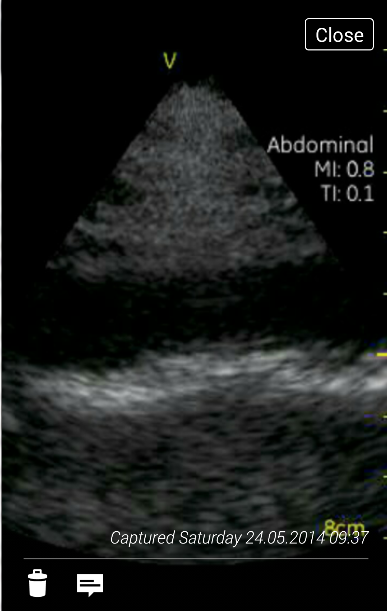 Close
V
Abdominal
MI: 0.8
TI: 0.1
8cm
Captured Saturday 24.05.2014 09:37